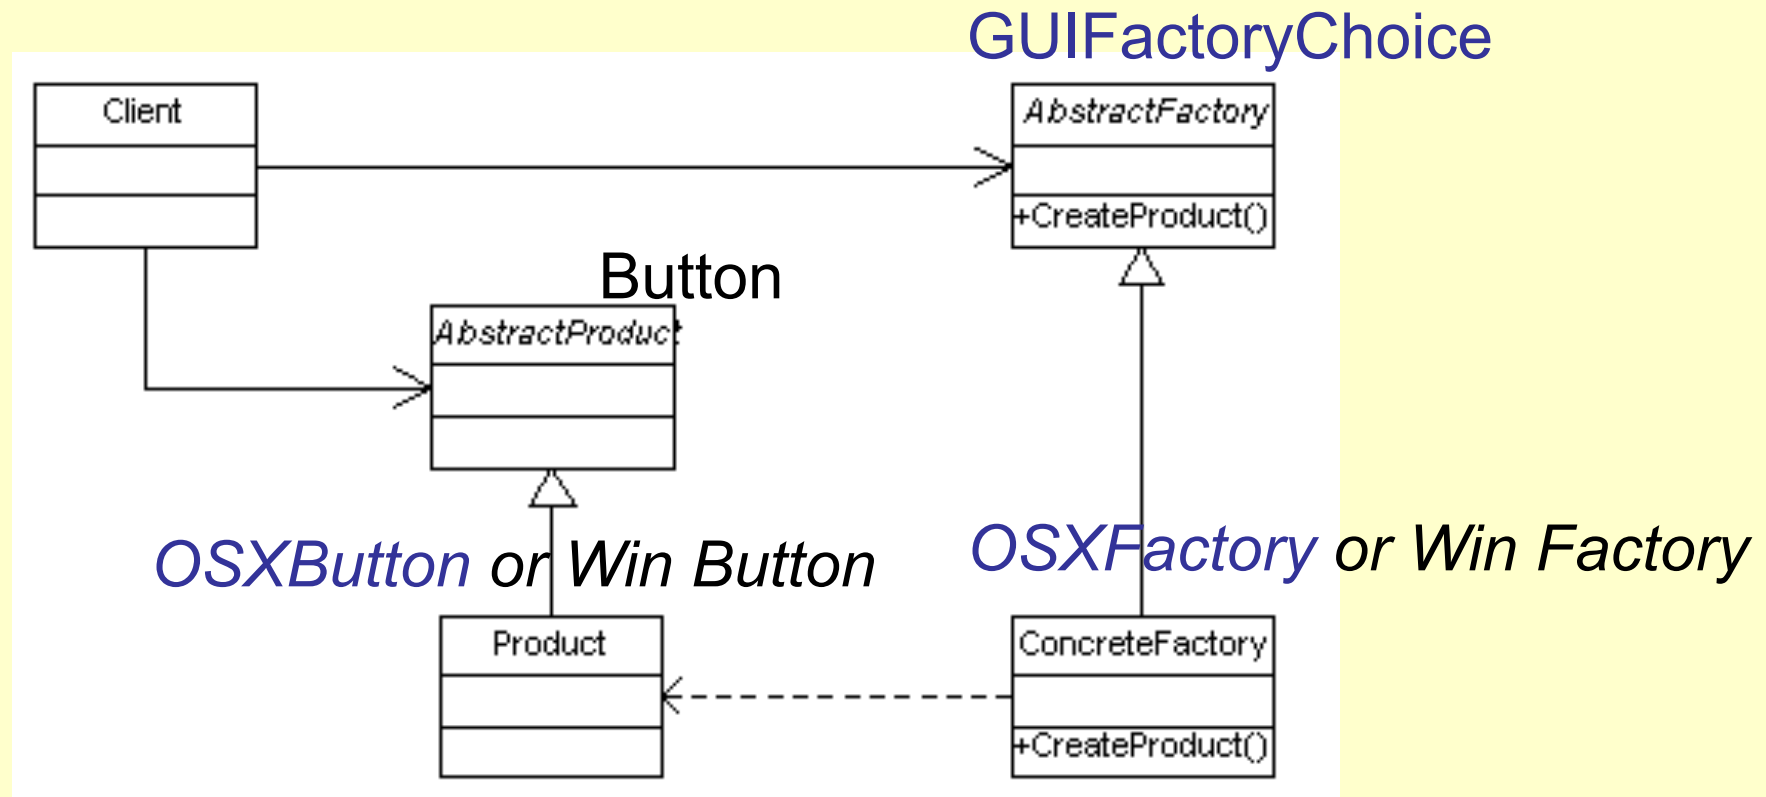 GUIFactoryChoice
Client
AbstractFactory
+CreateProduct()
Button
AbstractProduct
OSXButton or Win Button
OSXFactory or Win Factory
Product
ConcreteFactory
+CreateProduct()